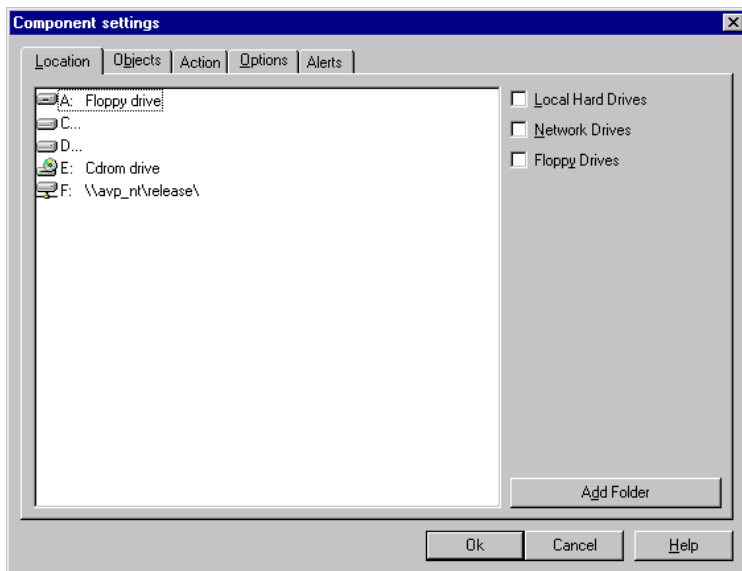 Component settings
Location Objects Action Options Alerts
A: Floppy drive
C...
D...
E: Cdrom drive
F: \\avp_nt\release\
Local Hard Drives
Network Drives
Floppy Drives
Add Folder
Ok Cancel Help